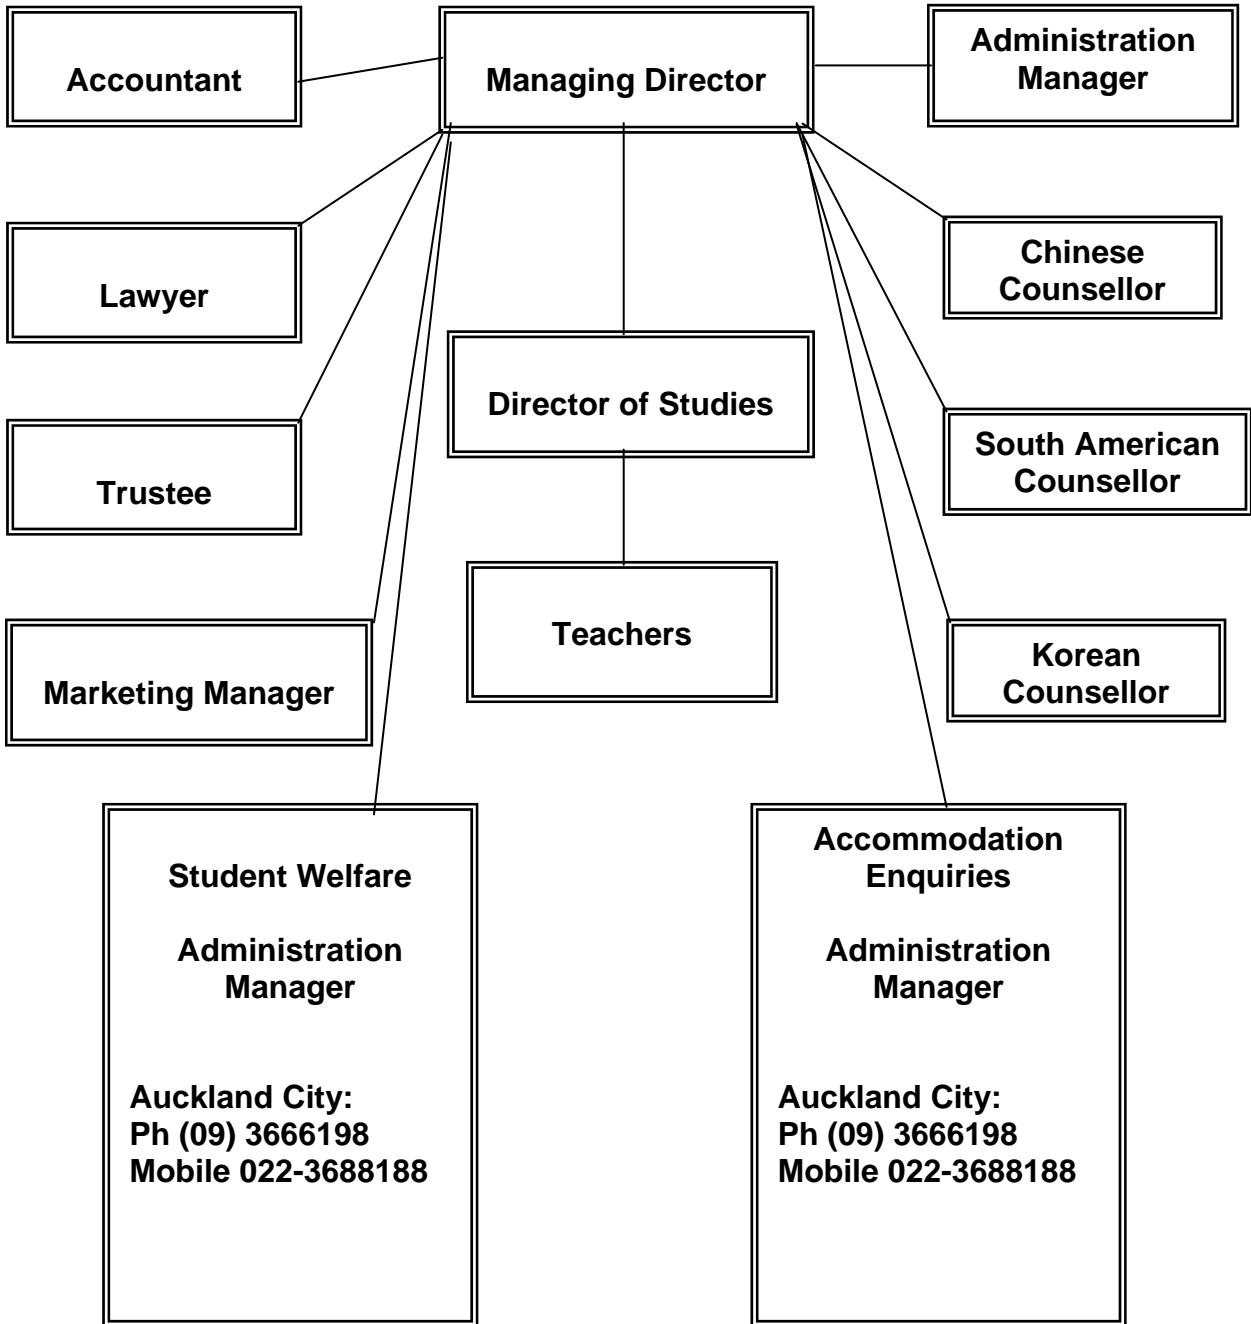 Accountant
Managing Director
Administration
Manager
Lawyer
Chinese
Counsellor
Director of Studies
Trustee
South American
Counsellor
Teachers
Marketing Manager
Korean
Counsellor
Student Welfare
Administration
Manager
Auckland City:
Ph (09) 3666198
Mobile 022-3688188
Accommodation
Enquiries
Administration
Manager
Auckland City:
Ph (09) 3666198
Mobile 022-3688188